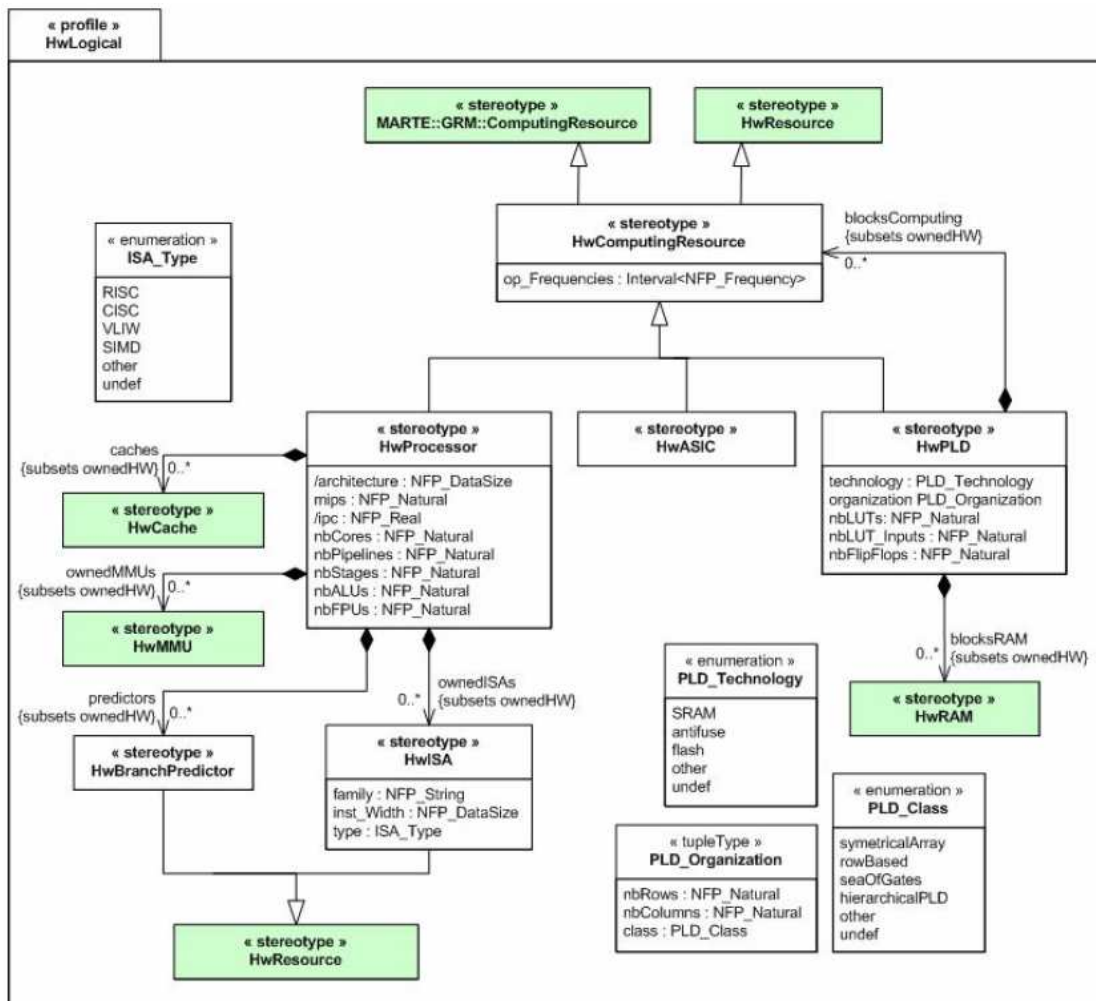 « profile »
HwLogical
« stereotype »
MARTE::GRM::ComputingResource
« stereotype »
HwResource
« stereotype »
HwComputingResource
op_Frequencies : Interval<NFP_Frequency>
blocksComputing
{subsets ownedHW}
0..*
« enumeration »
ISA_Type
RISC
CISC
VLIW
SIMD
other
undef
« stereotype »
HwProcessor
/architecture : NFP_DataSize
mips : NFP_Natural
/ipc : NFP_Real
nbCores : NFP_Natural
nbPipelines : NFP_Natural
nbStages : NFP_Natural
nbALUs : NFP_Natural
nbFPUs : NFP_Natural
« stereotype »
HwASIC
« stereotype »
HwPLD
technology : PLD_Technology
organization PLD_Organization
nbLUTs: NFP_Natural
nbLUT_Inputs : NFP_Natural
nbFlipFlops : NFP_Natural
caches
{subsets ownedHW}
0..*
« stereotype »
HwCache
ownedMMUs
{subsets ownedHW}
0..*
« stereotype »
HwMMU
predictors
{subsets ownedHW}
0..*
« stereotype »
HwBranchPredictor
ownedISAs
0..*
{subsets ownedHW}
« stereotype »
HwISA
family : NFP_String
inst_Width : NFP_DataSize
type : ISA_Type
« stereotype »
HwResource
blocksRAM
0..*
{subsets ownedHW}
« stereotype »
HwRAM
« enumeration »
PLD_Technology
SRAM
antifuse
flash
other
undef
« tupleType »
PLD_Organization
nbRows : NFP_Natural
nbColumns : NFP_Natural
class : PLD_Class
« enumeration »
PLD_Class
symetricalArray
rowBased
seaOfGates
hierarchicalPLD
other
undef